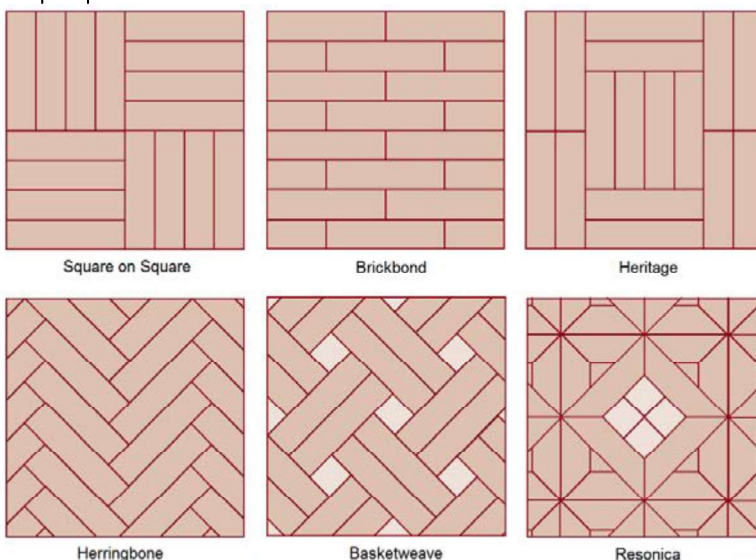 Square on Square
Brickbond
Heritage
Herringbone
Basketweave
Resonica